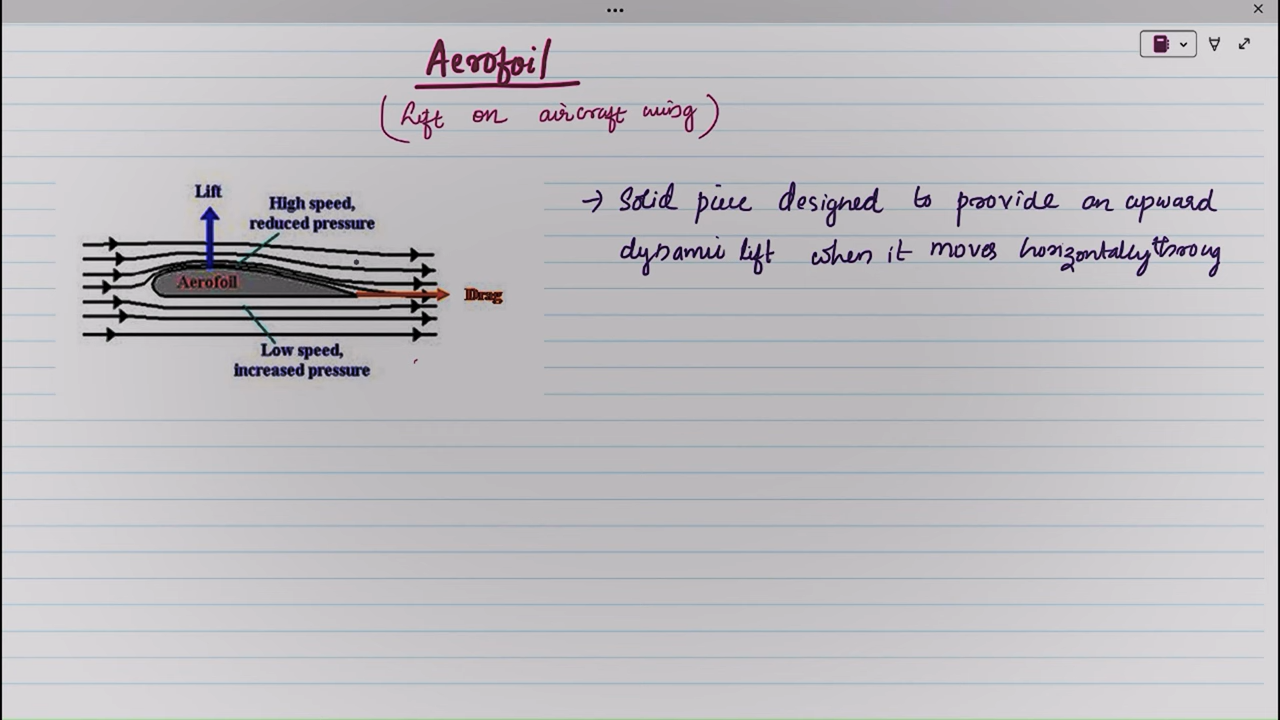 Aerofoil
(Lift on aircraft wing)
Lift
High speed,
reduced pressure
Aerofoil
Drag
Low speed,
increased pressure
→ Solid piece designed to provide an upward
dynamic lift when it moves horizontally throug